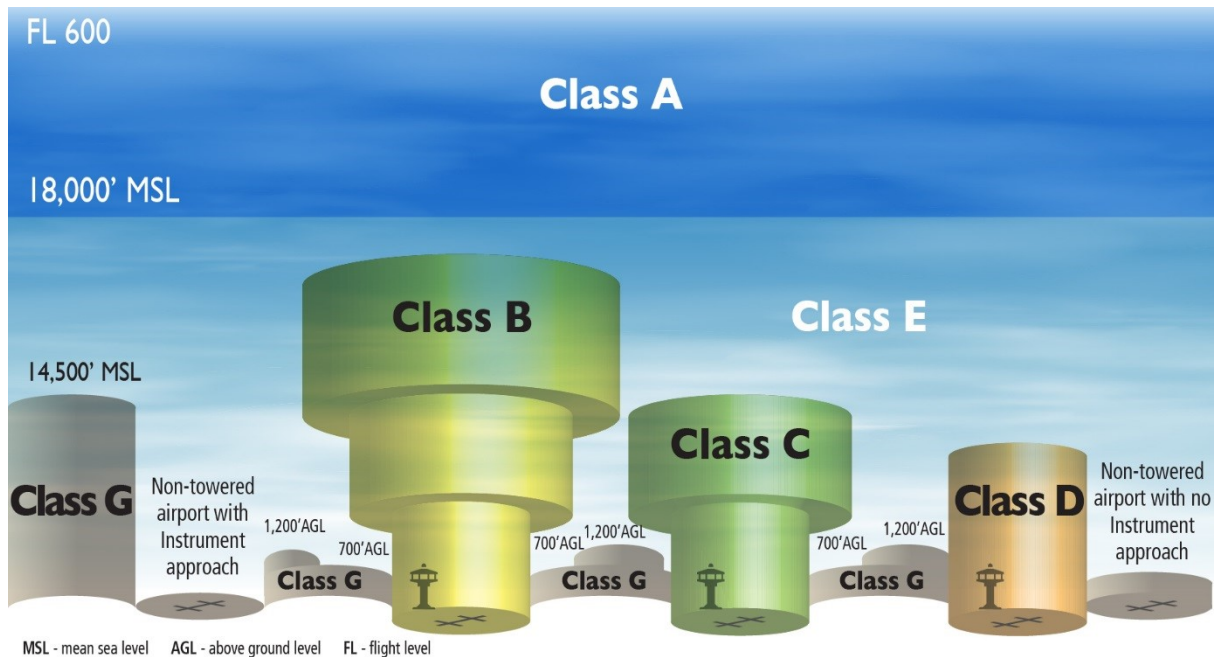 FL 600
Class A
18,000’ MSL
Class B
Class E
14,500’ MSL
Class C
Class G
Non-towered
airport with
Instrument
approach
1,200’AGL
700’AGL
Class G
700’AGL
1,200’AGL
Class G
700’AGL
1,200’AGL
Class G
Class D
Non-towered
airport with no
Instrument
approach
MSL - mean sea level AGL - above ground level FL - flight level